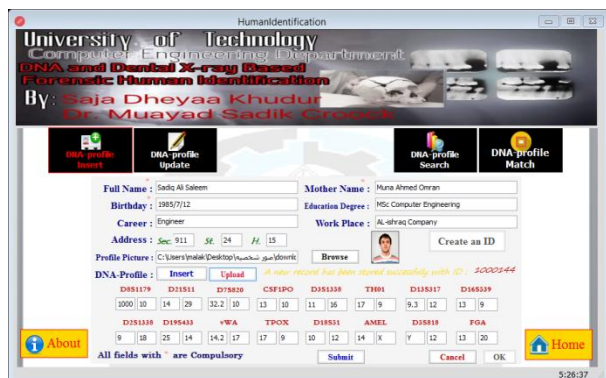 HumanIdentification
University of Technology
Computer Engineering Department
DNA and Dental X-ray Based
Forensic Human Identification
By: Saja Dheyaa Khudur
Dr. Muayad Sadik Croock
DNA-profile Insert
DNA-profile Update
DNA-profile Search
DNA-profile Match
Full Name : Sadiq Ali Saleem * Mother Name : Muna Ahmed Omran
Birthday : 1985/7/12 Education Degree : MSc Computer Engineering
Career : Engineer Work Place : AL-ishraq Company
Address : Sec. 911 St. 24 H. 15 Create an ID
Profile Picture : C:\Users\malak\Desktop\صور شخصيه\downlc Browse
DNA-Profile : Insert Upload A new record has been stored successfully with ID : 1000144
D8S1179 D21S11 D7S820 CSF1PO D3S1358 TH01 D13S317 D16S539
1000 10 14 29 32.2 10 13 10 11 16 17 9 9.3 12 13 9
D2S1338 D19S433 vWA TPOX D18S51 AMEL D5S818 FGA
9 18 25 14 14.2 17 17 9 10 12 14 X Y 12 13 20
About
All fields with * are Compulsory Submit Cancel OK
Home
5:26:37